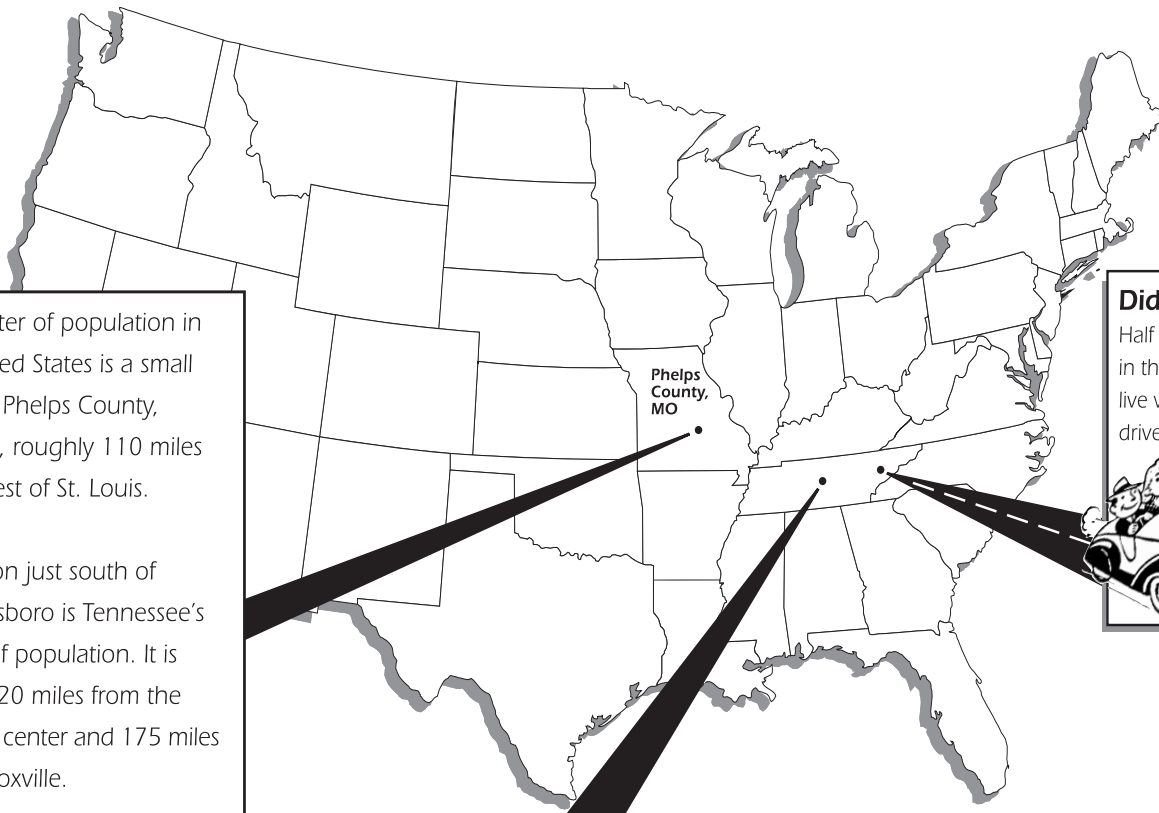 ter of population in
ed States is a small
Phelps County,
, roughly 110 miles
est of St. Louis.
on just south of
sboro is Tennessee's
f population. It is
20 miles from the
center and 175 miles
oxville.
Phelps
County,
MO
Did
Half
in th
live w
drive